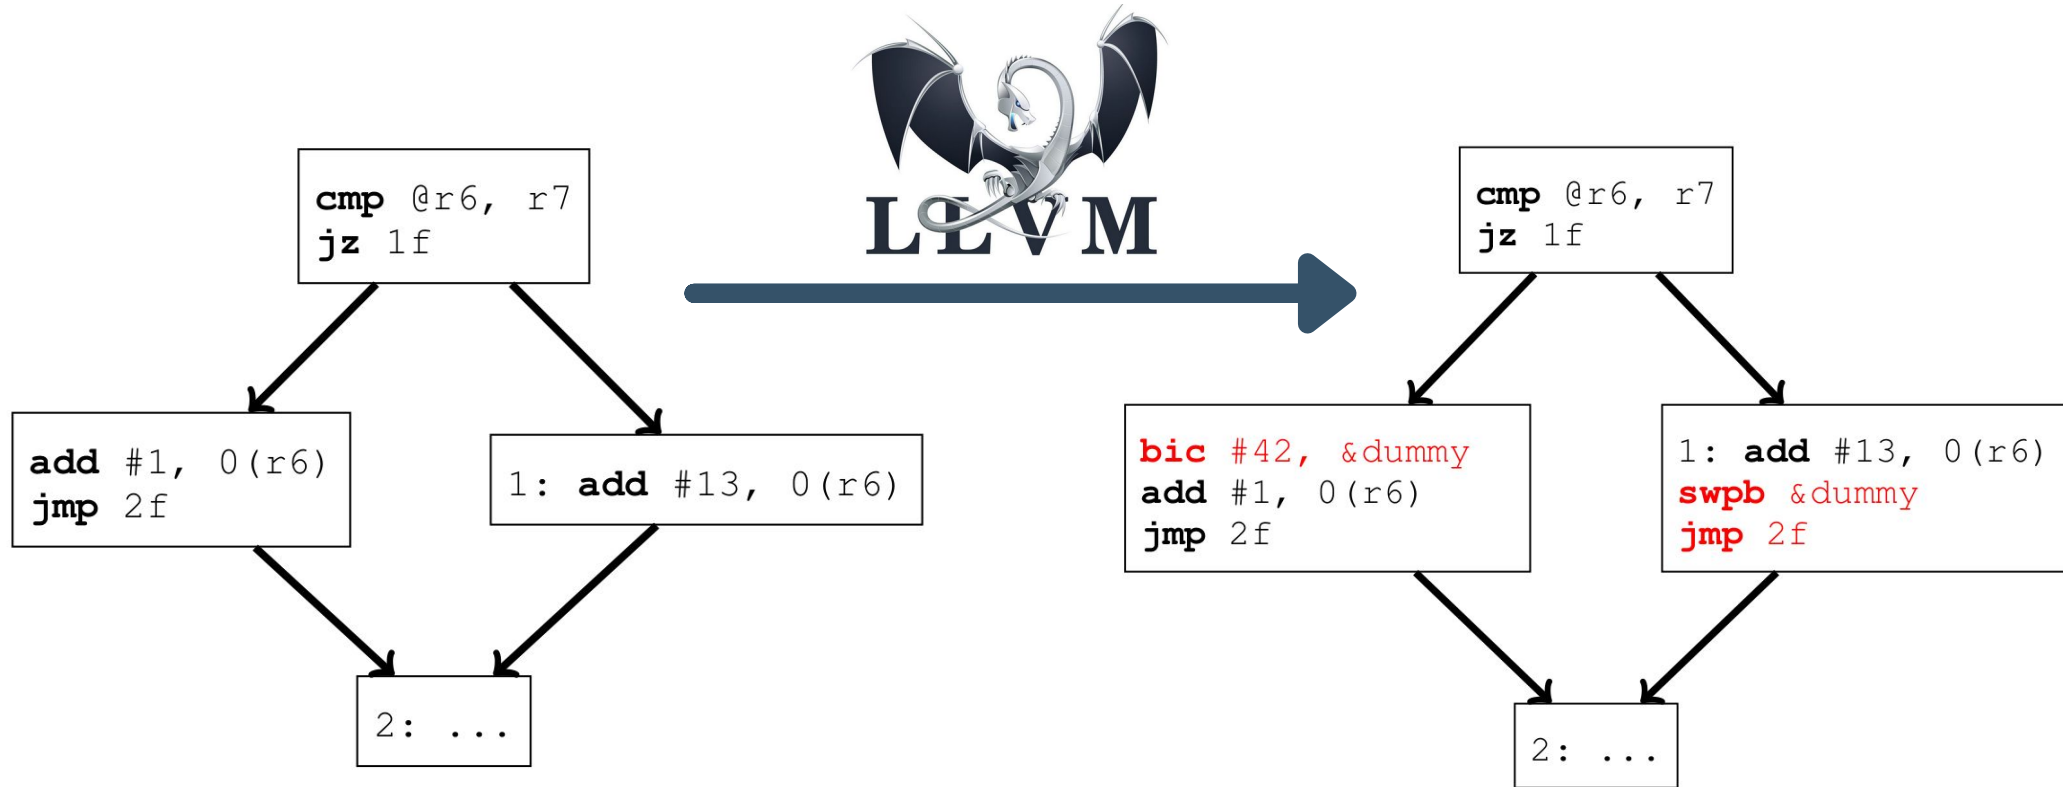 cmp @r6, r7
jz 1f
add #1, 0(r6)
jmp 2f
1: add #13, 0(r6)
2: ...
LLVM
cmp @r6, r7
jz 1f
bic #42, &dummy
add #1, 0(r6)
jmp 2f
1: add #13, 0(r6)
swpb &dummy
jmp 2f
2: ...